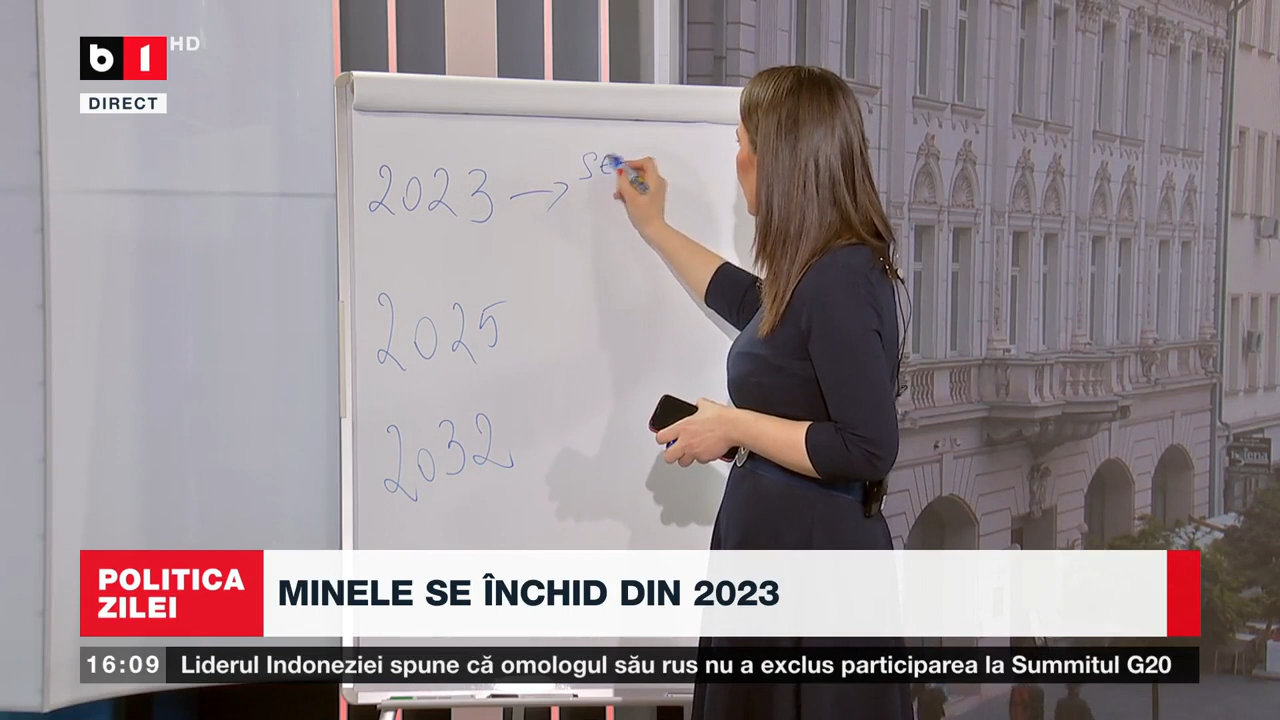 b1 HD
DIRECT
2023 → SE
2025
2032
POLITICA
ZILEI
MINELE SE ÎNCHID DIN 2023
16:09 Liderul Indoneziei spune că omologul său rus nu a exclus participarea la Summitul G20